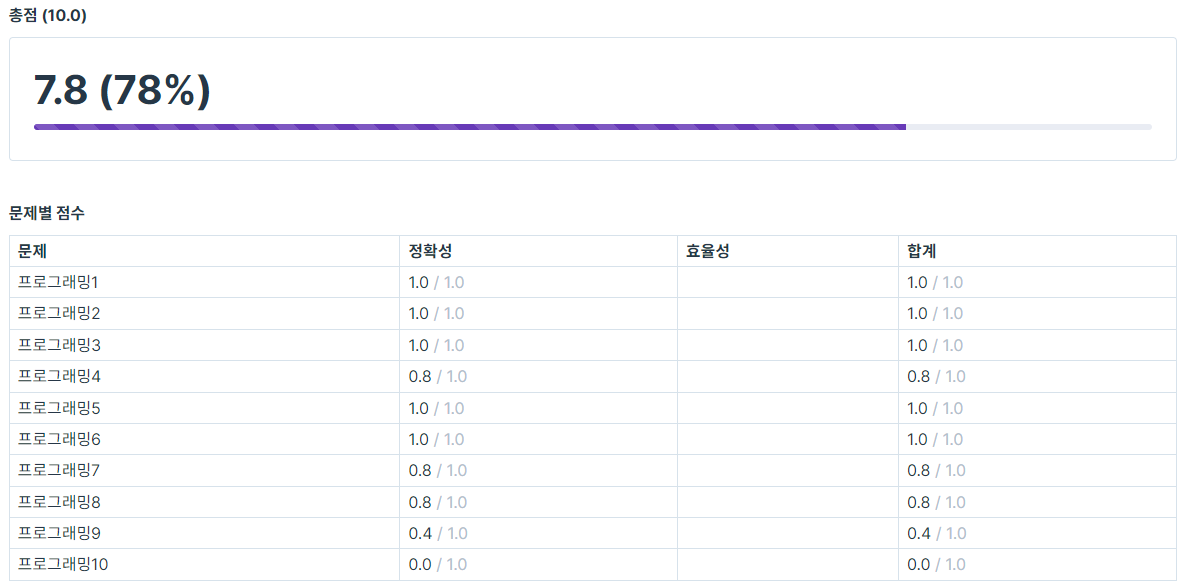 총점 (10.0)
7.8 (78%)
문제별 점수
문제 정확성 효율성 합계
프로그래밍1 1.0 / 1.0 1.0 / 1.0
프로그래밍2 1.0 / 1.0 1.0 / 1.0
프로그래밍3 1.0 / 1.0 1.0 / 1.0
프로그래밍4 0.8 / 1.0 0.8 / 1.0
프로그래밍5 1.0 / 1.0 1.0 / 1.0
프로그래밍6 1.0 / 1.0 1.0 / 1.0
프로그래밍7 0.8 / 1.0 0.8 / 1.0
프로그래밍8 0.8 / 1.0 0.8 / 1.0
프로그래밍9 0.4 / 1.0 0.4 / 1.0
프로그래밍10 0.0 / 1.0 0.0 / 1.0